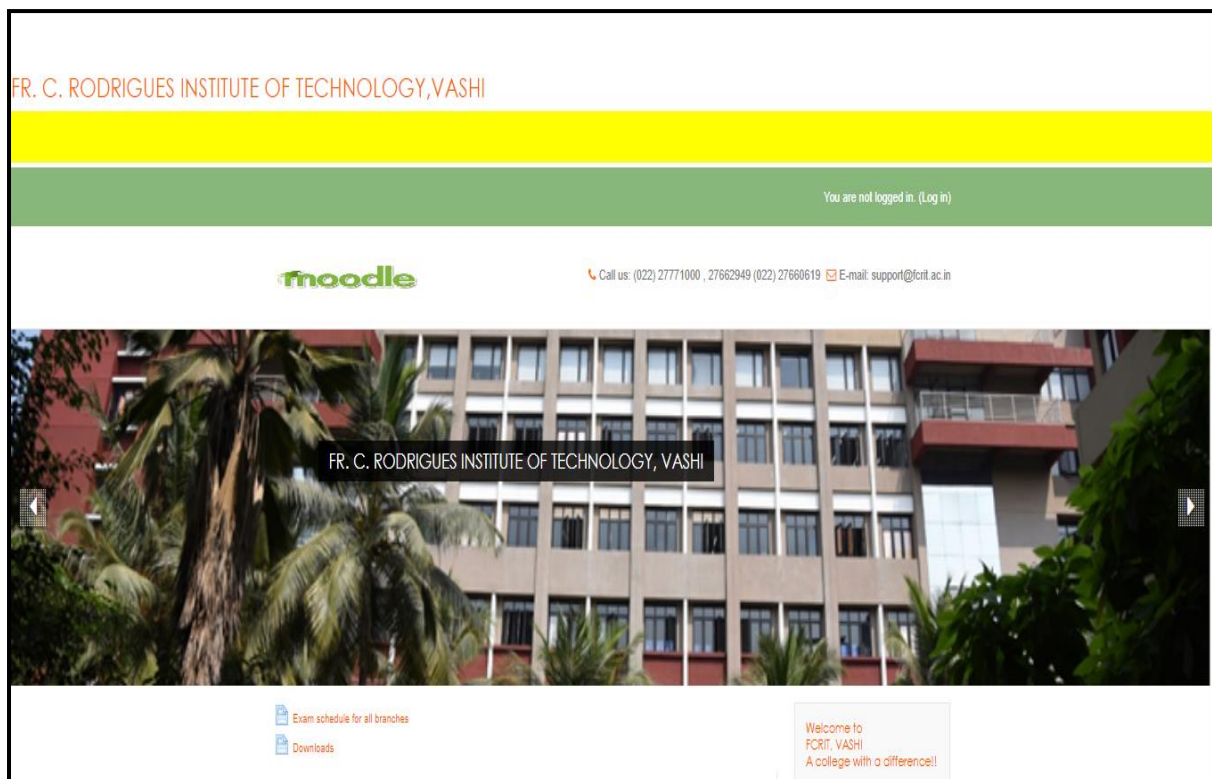 FR. C. RODRIGUES INSTITUTE OF TECHNOLOGY,VASHI
You are not logged in. (Log in)
moodle
Call us: (022) 27771000 , 27662949 (022) 27660619 E-mail: support@fcrit.ac.in
FR. C. RODRIGUES INSTITUTE OF TECHNOLOGY, VASHI
Exam schedule for all branches
Downloads
Welcome to
FCRIT, VASHI
A college with a difference!!